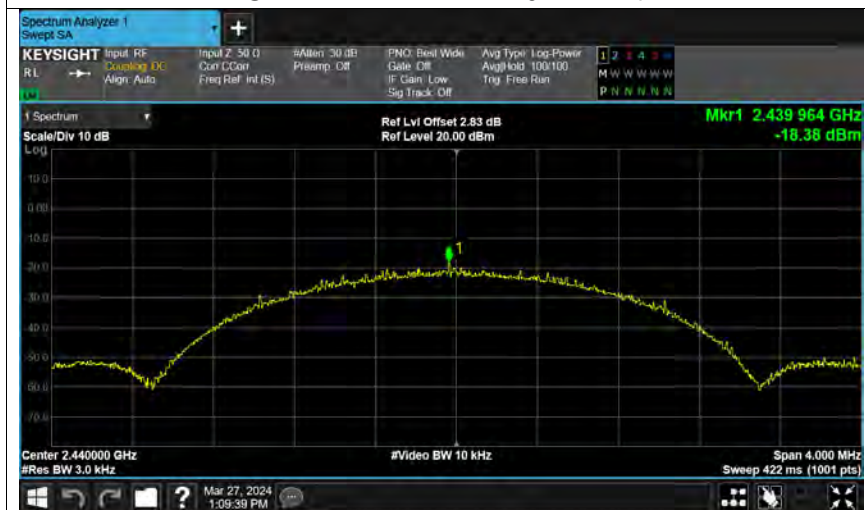 Spectrum Analyzer 1
Swept SA
+
KEYSIGHT Input: RF Input Z: 50 Ω #Atten: 30 dB PNO: Best Wide Avg Type: Log-Power 1 2 3 4 5 6
RL Coupling: DC Corr CCorr Preamp: Off Gate: Off Avg|Hold: 100/100 M W W W W W
Align: Auto Freq Ref: Int (S) IF Gain: Low Trig: Free Run P N N N N N
Sig Track: Off
1 Spectrum
Scale/Div 10 dB
Ref Lvl Offset 2.83 dB
Ref Level 20.00 dBm
Mkr1 2.439 964 GHz
-18.38 dBm
Log
10.0
0.00
-10.0
-20.0
-30.0
-40.0
-50.0
-60.0
-70.0
1
Center 2.440000 GHz #Video BW 10 kHz Span 4.000 MHz
#Res BW 3.0 kHz Sweep 422 ms (1001 pts)
? Mar 27, 2024
1:09:39 PM